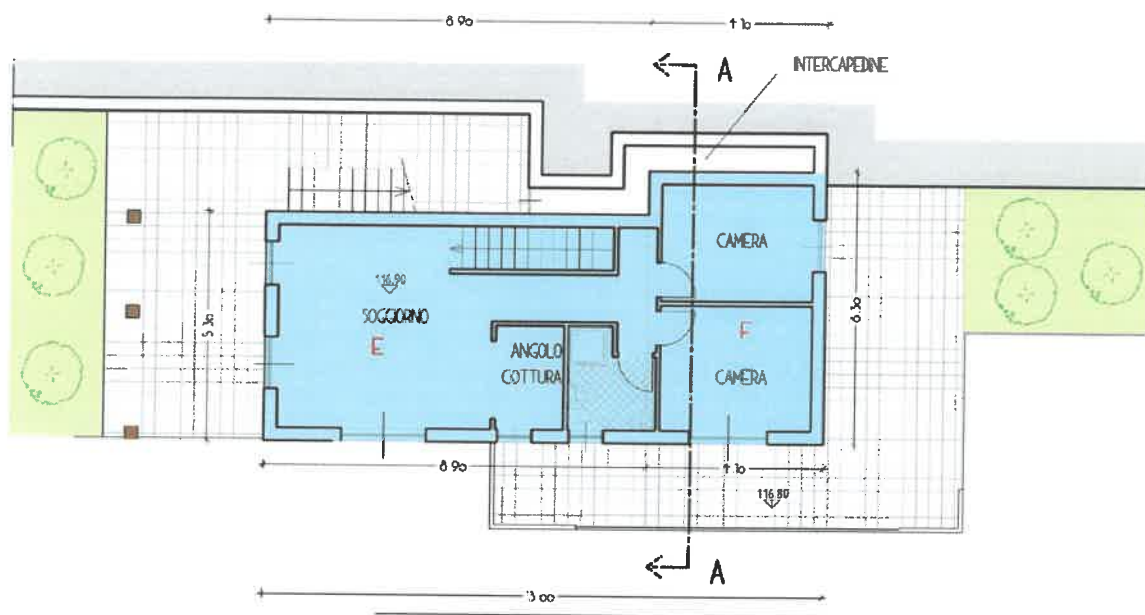 8.90
4.10
A
INTERCAPEDINE
CAMERA
116.90
SOGGIORNO
E
5.30
6.30
F
ANGOLO
COTTURA
CAMERA
8.90
4.10
116.80
A
13.00